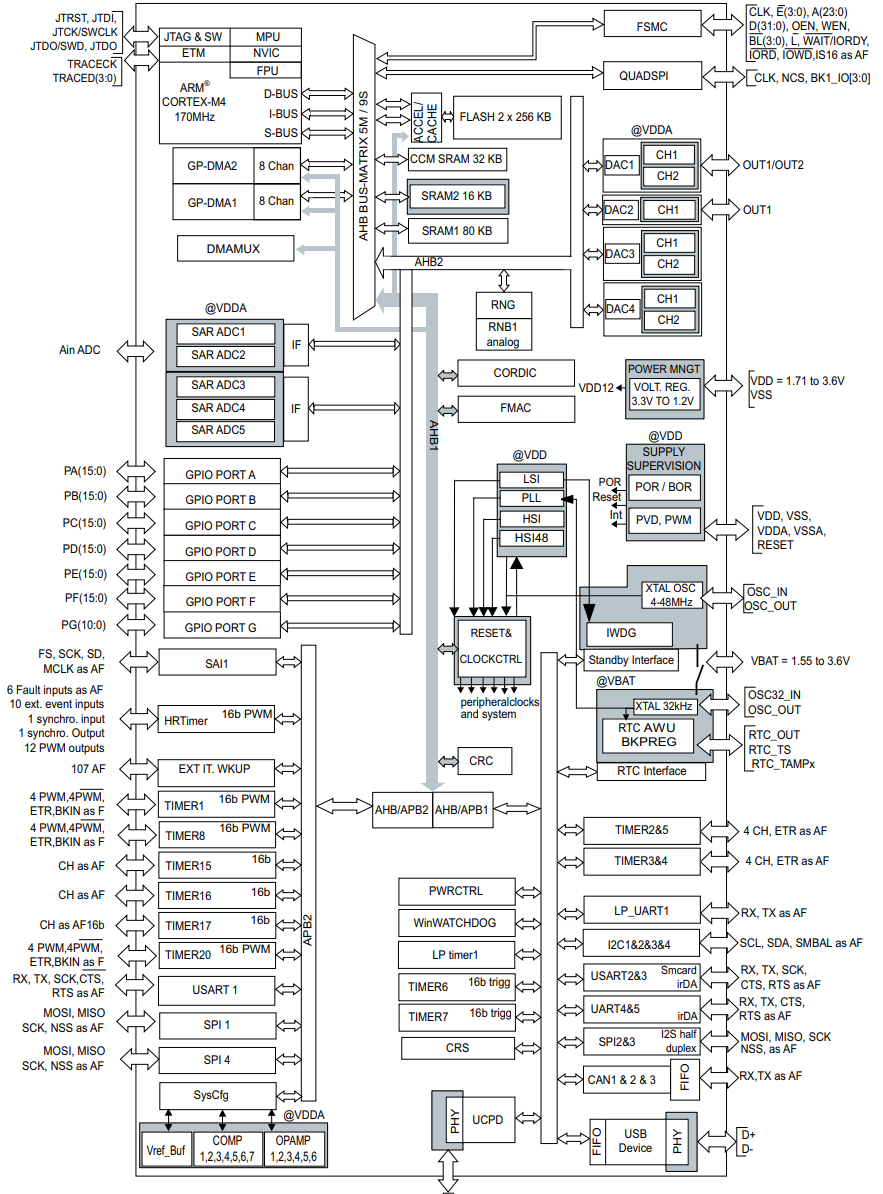 JTRST, JTDI,
JTCK/SWCLK
JTDO/SWD, JTDO
TRACECK
TRACED(3:0)
JTAG & SW
MPU
ETM
NVIC
FPU
ARM®
CORTEX-M4
170MHz
D-BUS
I-BUS
S-BUS
GP-DMA2
8 Chan
GP-DMA1
8 Chan
DMAMUX
AHB BUS-MATRIX 5M / 9S
ACCEL/
CACHE
FLASH 2 x 256 KB
CCM SRAM 32 KB
SRAM2 16 KB
SRAM1 80 KB
AHB2
RNG
RNB1
analog
FSMC
CLK, E(3:0), A(23:0)
D(31:0), OEN, WEN,
BL(3:0), L, WAIT/IORDY,
IORD, IOWD,IS16 as AF
QUADSPI
CLK, NCS, BK1_IO[3:0]
@VDDA
DAC1
CH1
CH2
OUT1/OUT2
DAC2
CH1
OUT1
DAC3
CH1
CH2
DAC4
CH1
CH2
@VDDA
Ain ADC
SAR ADC1
SAR ADC2
IF
SAR ADC3
SAR ADC4
SAR ADC5
IF
CORDIC
FMAC
AHB1
POWER MNGT
VDD12
VOLT. REG.
3.3V TO 1.2V
VDD = 1.71 to 3.6V
VSS
@VDD
SUPPLY
SUPERVISION
POR
Reset
Int
POR / BOR
PVD, PWM
VDD, VSS,
VDDA, VSSA,
RESET
@VDD
LSI
PLL
HSI
HSI48
PA(15:0)
GPIO PORT A
PB(15:0)
GPIO PORT B
PC(15:0)
GPIO PORT C
PD(15:0)
GPIO PORT D
PE(15:0)
GPIO PORT E
PF(15:0)
GPIO PORT F
PG(10:0)
GPIO PORT G
RESET&
CLOCKCTRL
peripheralclocks
and system
XTAL OSC
4-48MHz
OSC_IN
OSC_OUT
IWDG
Standby Interface
VBAT = 1.55 to 3.6V
@VBAT
XTAL 32kHz
OSC32_IN
OSC_OUT
RTC AWU
BKPREG
RTC_OUT
RTC_TS
RTC_TAMPx
RTC Interface
FS, SCK, SD,
MCLK as AF
SAI1
6 Fault inputs as AF
10 ext. event inputs
1 synchro. input
1 synchro. Output
12 PWM outputs
HRTimer
16b PWM
107 AF
EXT IT. WKUP
CRC
AHB/APB2
AHB/APB1
4 PWM,4PWM,
ETR,BKIN as F
TIMER1
16b PWM
4 PWM,4PWM,
ETR,BKIN as F
TIMER8
16b PWM
CH as AF
TIMER15
16b
CH as AF
TIMER16
16b
CH as AF16b
TIMER17
16b
4 PWM,4PWM,
ETR,BKIN as F
TIMER20
16b PWM
RX, TX, SCK,CTS,
RTS as AF
USART 1
MOSI, MISO
SCK, NSS as AF
SPI 1
MOSI, MISO
SCK, NSS as AF
SPI 4
SysCfg
APB2
@VDDA
Vref_Buf
COMP
1,2,3,4,5,6,7
OPAMP
1,2,3,4,5,6
PWRCTRL
WinWATCHDOG
LP timer1
TIMER6
16b trigg
TIMER7
16b trigg
CRS
PHY
UCPD
TIMER2&5
4 CH, ETR as AF
TIMER3&4
4 CH, ETR as AF
LP_UART1
RX, TX as AF
I2C1&2&3&4
SCL, SDA, SMBAL as AF
USART2&3
Smcard
irDA
RX, TX, SCK,
CTS, RTS as AF
UART4&5
irDA
RX, TX, CTS,
RTS as AF
SPI2&3
I2S half
duplex
MOSI, MISO, SCK
NSS, as AF
CAN1 & 2 & 3
FIFO
RX,TX as AF
FIFO
USB
Device
PHY
D+
D-